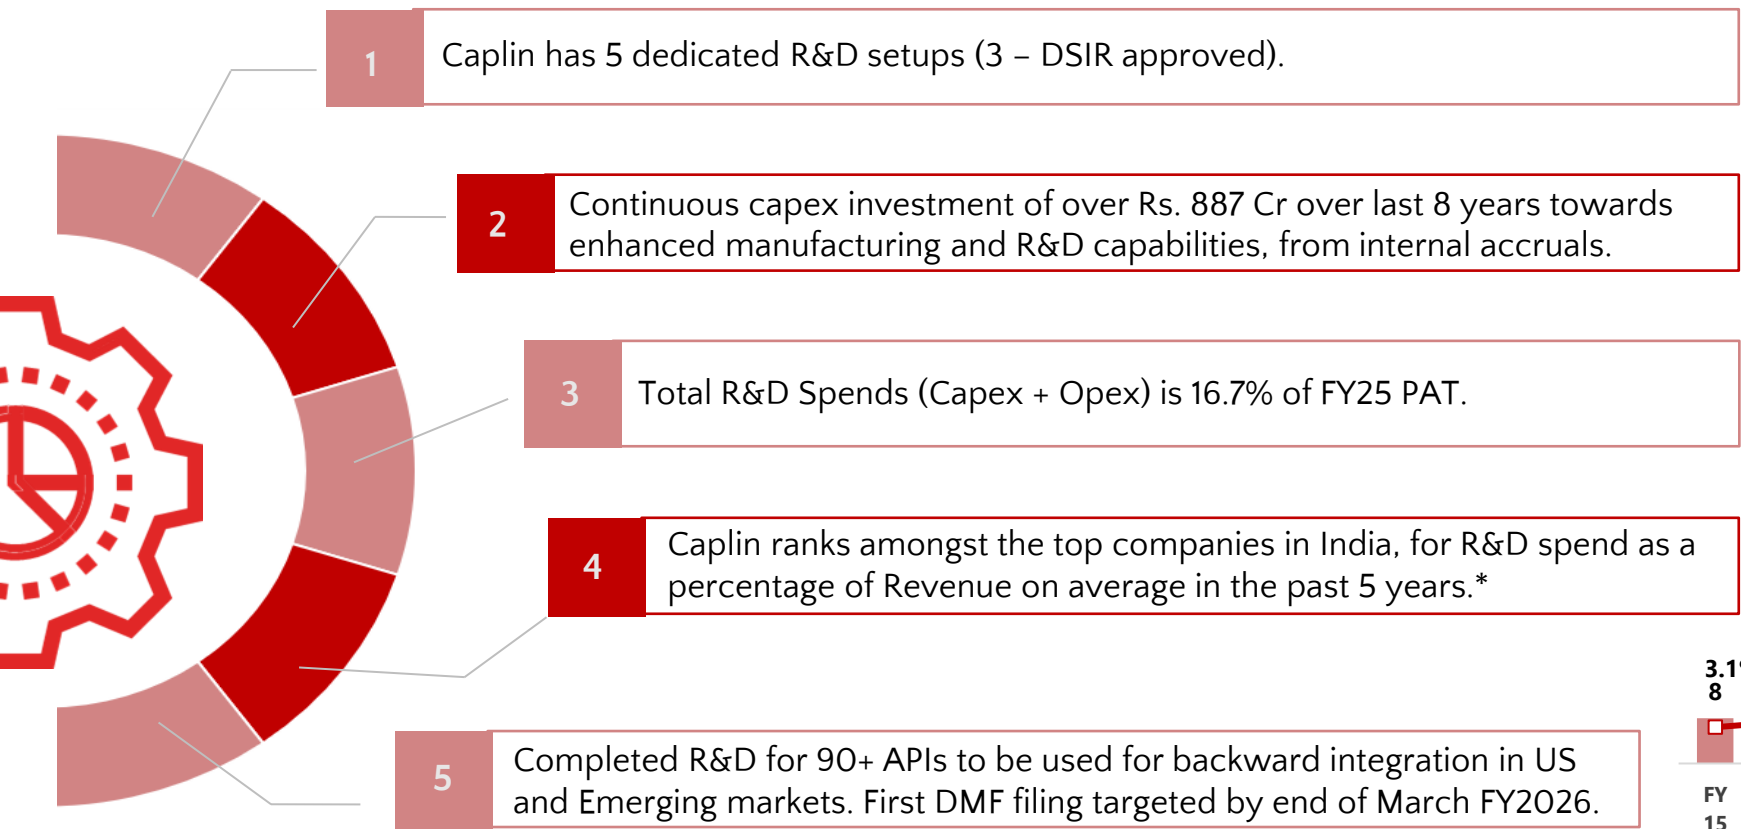 1
Caplin has 5 dedicated R&D setups (3 – DSIR approved).
2
Continuous capex investment of over Rs. 887 Cr over last 8 years towards
enhanced manufacturing and R&D capabilities, from internal accruals.
3
Total R&D Spends (Capex + Opex) is 16.7% of FY25 PAT.
4
Caplin ranks amongst the top companies in India, for R&D spend as a
percentage of Revenue on average in the past 5 years.*
5
Completed R&D for 90+ APIs to be used for backward integration in US
and Emerging markets. First DMF filing targeted by end of March FY2026.
3.1
8
FY
15